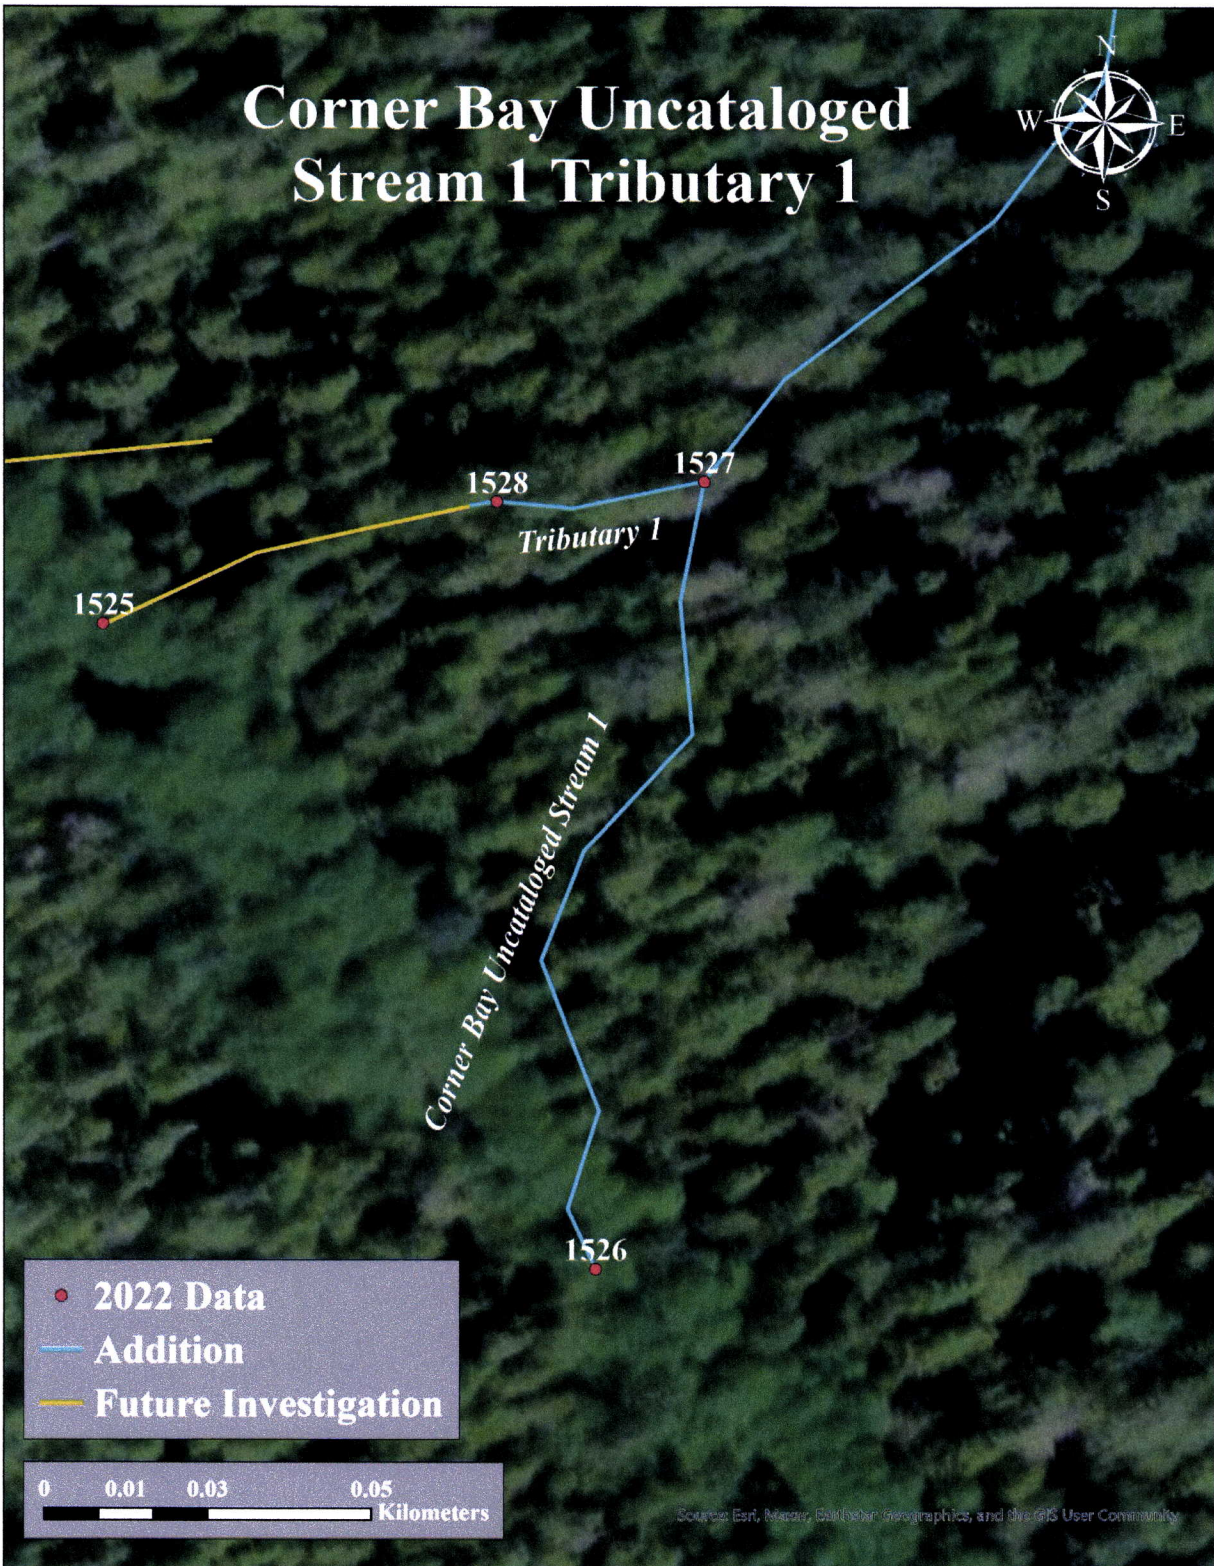 Corner Bay Uncataloged
Stream 1 Tributary 1
N
W
E
S
1527
1528
Tributary 1
1525
Corner Bay Uncataloged Stream 1
1526
2022 Data
Addition
Future Investigation
0 0.01 0.03 0.05
Kilometers
Source: Esri, Maxar, Earthstar Geographics, and the GIS User Community